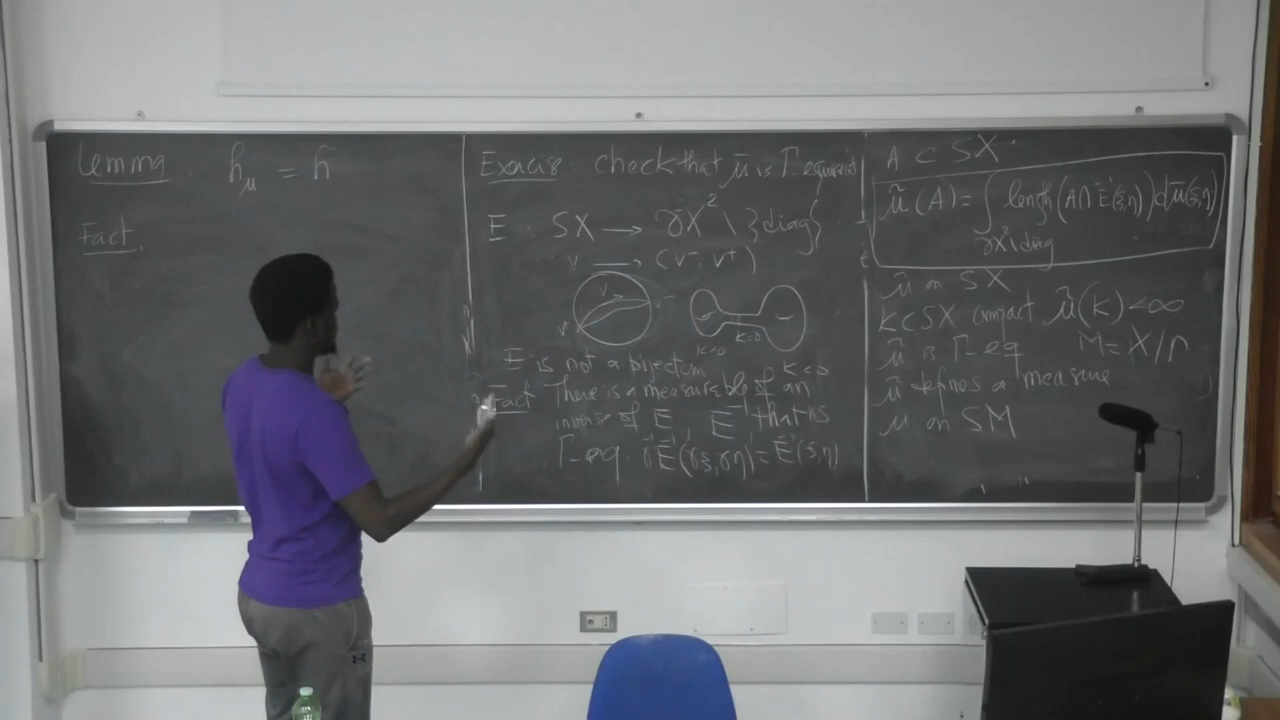 Lemma. h_μ = h
Fact.
Exercise. check that μ̄ is Γ-equivariant
E : SX → ∂X² \ {diag}
v → (v⁻, v⁺)
v
v⁻
v⁺
K=0
K<0
K<0
E is not a bijection
Fact There is a measurable of an
inverse of E, E⁻¹ that is
Γ-eq. γ⁻¹E⁻¹(γξ,γη) = E⁻¹(ξ,η)
A ⊂ SX.
μ̃(A) = ∫ length(A∩E⁻¹(ξ,η)) dμ̄(ξ,η)
∂X²\diag
μ̃ on SX
K⊂SX compact μ̃(K) < ∞
μ̃ is Γ-eq M = X/Γ
μ̃ defines a measure
μ on SM